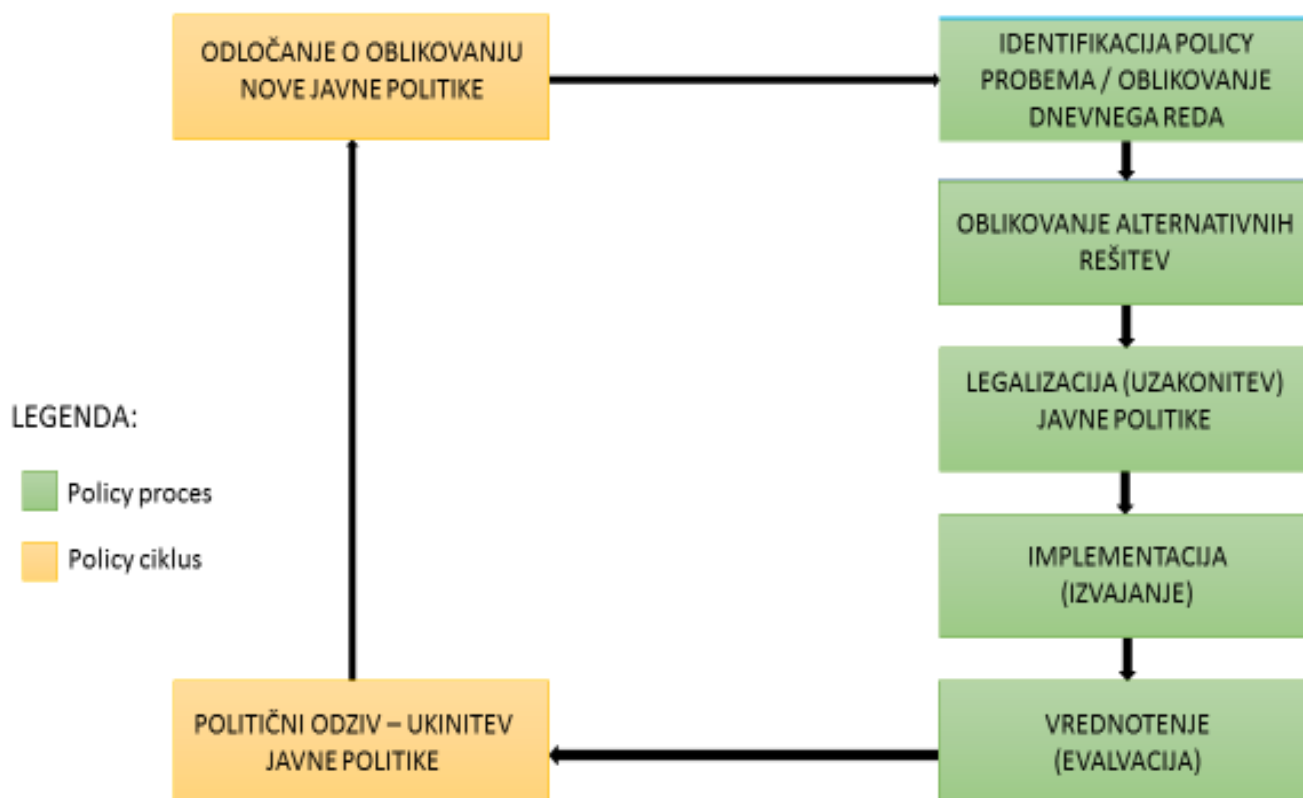 ODLOČANJE O OBLIKOVANJU
NOVE JAVNE POLITIKE
IDENTIFIKACIJA POLICY
PROBEMA / OBLIKOVANJE
DNEVNEGA REDA
OBLIKOVANJE ALTERNATIVNIH
REŠITEV
LEGALIZACIJA (UZAKONITEV)
JAVNE POLITIKE
LEGENDA:
Policy proces
Policy ciklus
IMPLEMENTACIJA
(IZVAJANJE)
POLITIČNI ODZIV – UKINITEV
JAVNE POLITIKE
VREDNOTENJE
(EVALVACIJA)